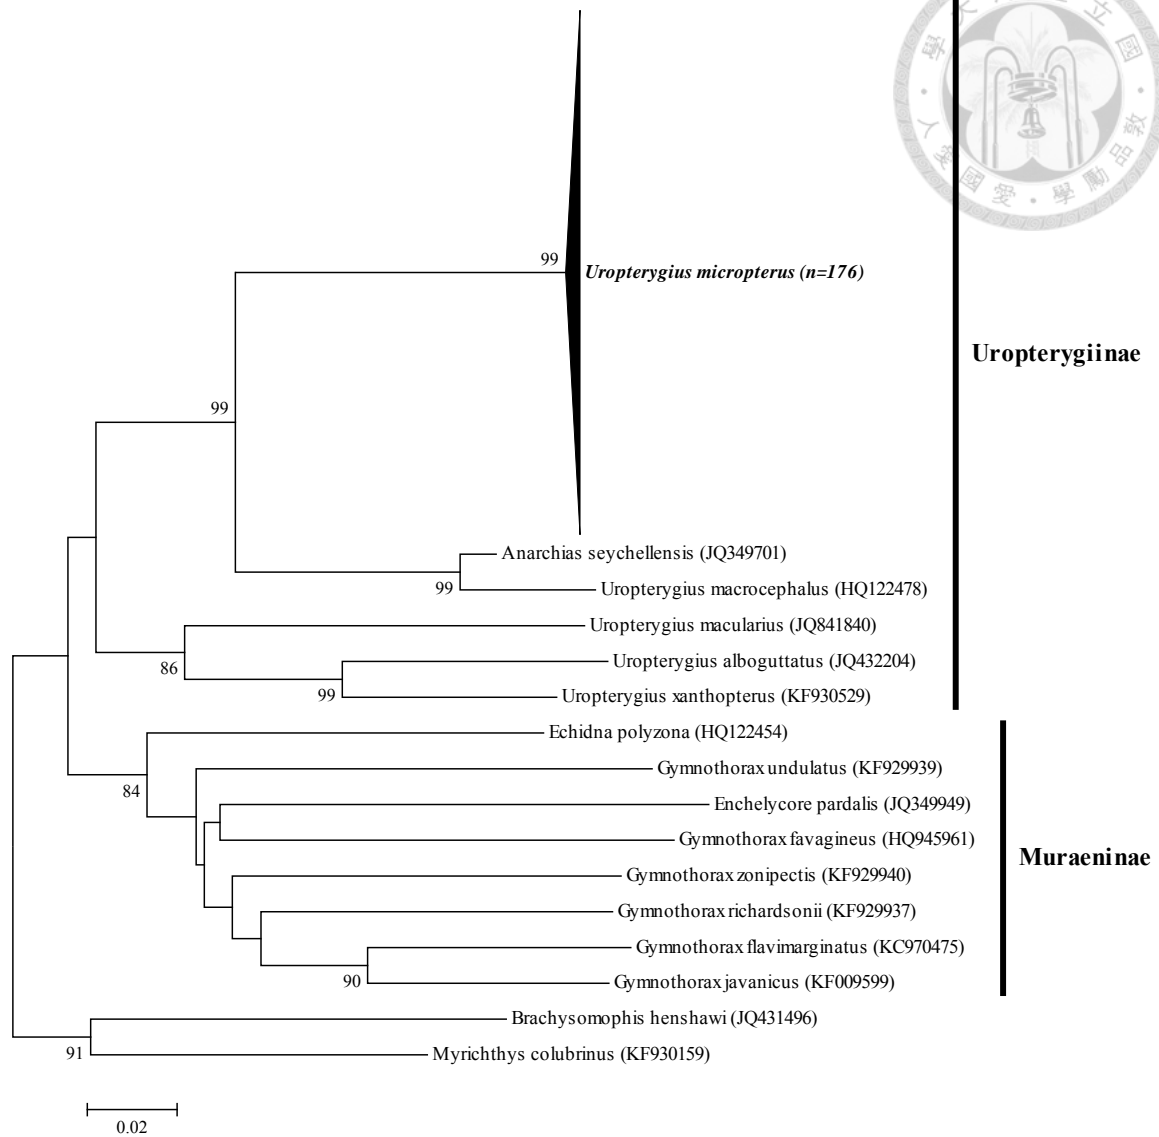 99
Uropterygius micropterus (n=176)
Uropterygiinae
99
Anarchias seychellensis (JQ349701)
99
Uropterygius macrocephalus (HQ122478)
Uropterygius macularius (JQ841840)
86
Uropterygius alboguttatus (JQ432204)
99
Uropterygius xanthopterus (KF930529)
Echidna polyzona (HQ122454)
84
Gymnothorax undulatus (KF929939)
Enchelycore pardalis (JQ349949)
Gymnothorax favagineus (HQ945961)
Muraeninae
Gymnothorax zonipectis (KF929940)
Gymnothorax richardsonii (KF929937)
Gymnothorax flavimarginatus (KC970475)
90
Gymnothorax javanicus (KF009599)
Brachysomophis henshawi (JQ431496)
91
Myrichthys colubrinus (KF930159)
0.02